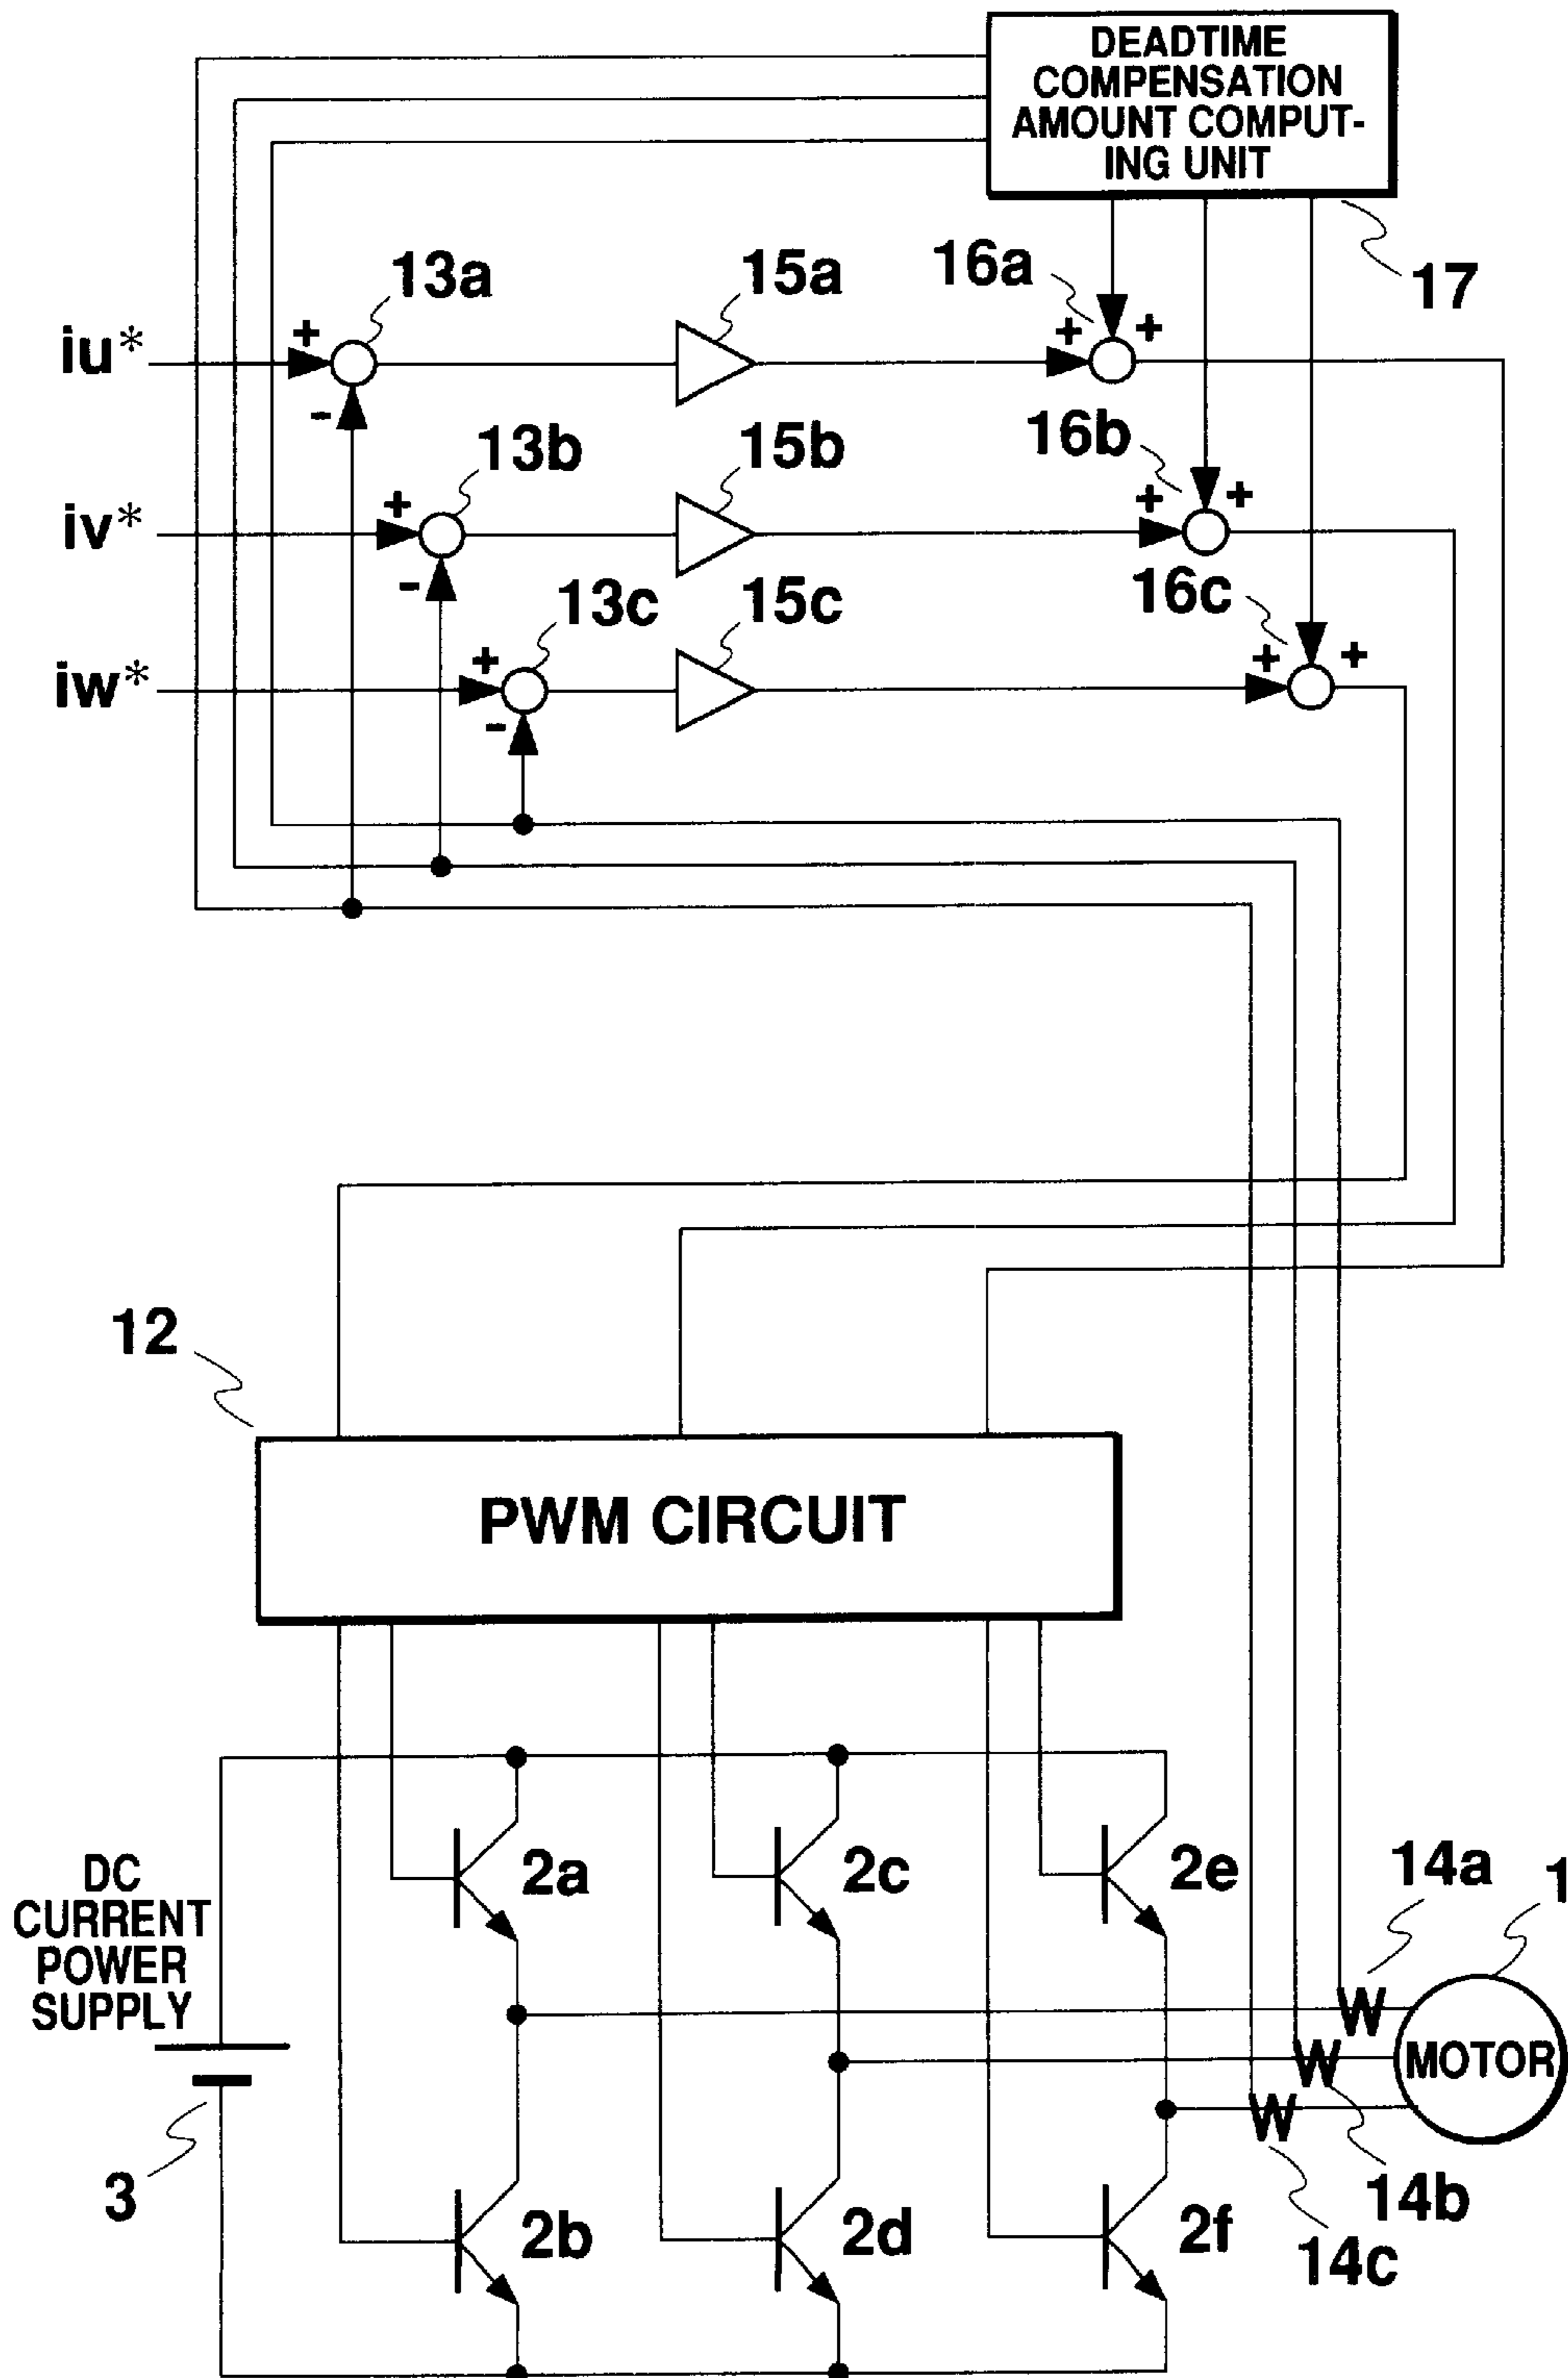 DEADTIME
COMPENSATION
AMOUNT COMPUT-
ING UNIT
17
13a
15a
16a
iu*
+
-
+
+
13b
15b
16b
iv*
+
-
+
+
13c
15c
16c
iw*
+
-
+
+
12
PWM CIRCUIT
DC
CURRENT
POWER
SUPPLY
3
2a
2c
2e
14a
1
MOTOR
2b
2d
2f
14b
14c